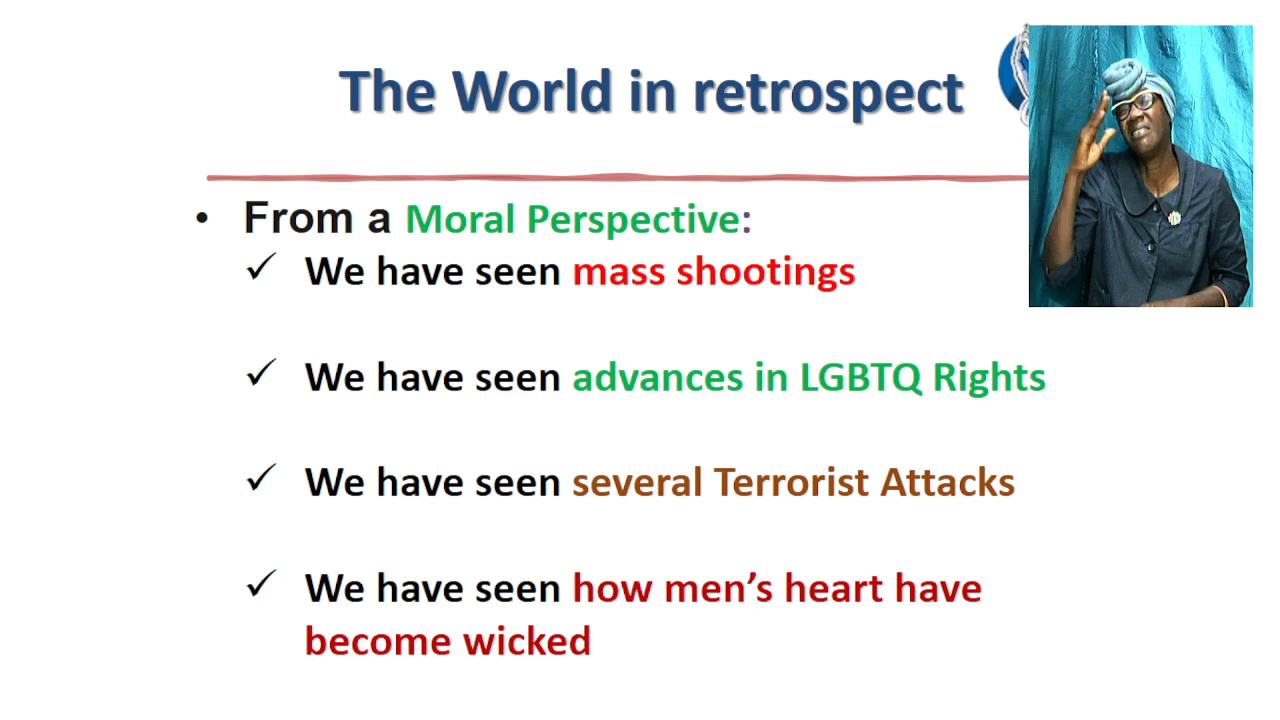 The World in retrospect
• From a Moral Perspective:
✓ We have seen mass shootings
✓ We have seen advances in LGBTQ Rights
✓ We have seen several Terrorist Attacks
✓ We have seen how men’s heart have
become wicked